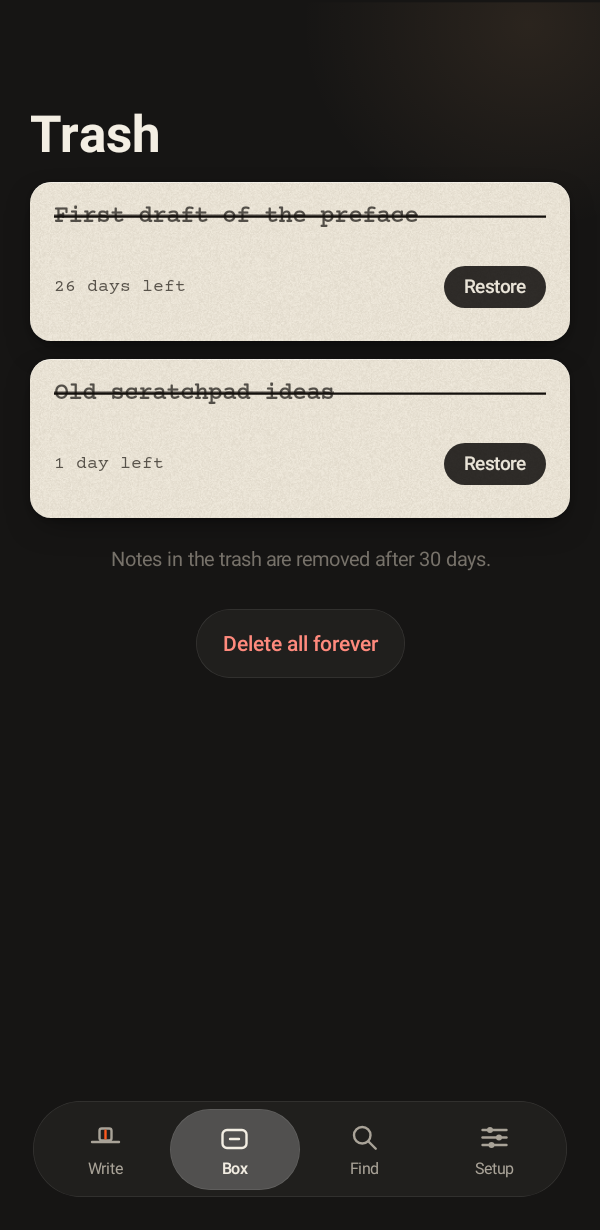 Trash
First draft of the preface
26 days left
Restore
Old scratchpad ideas
1 day left
Restore
Notes in the trash are removed after 30 days.
Delete all forever
Write
Box
Find
Setup